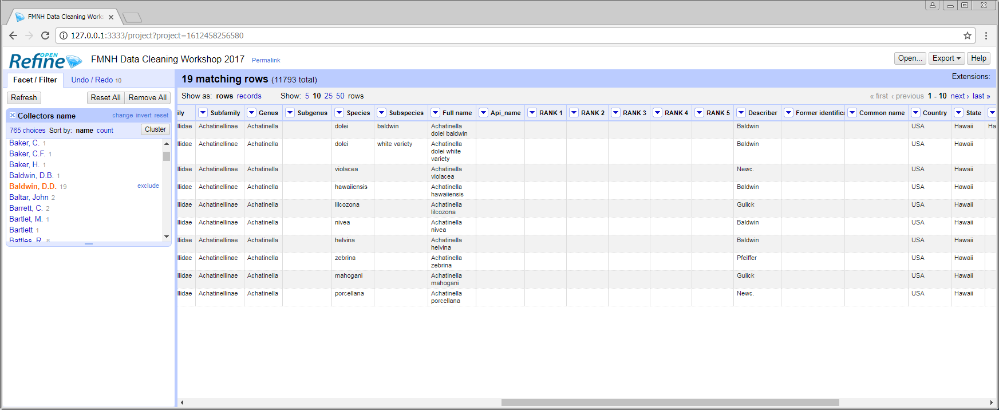 FMNH Data Cleaning Works
127.0.0.1:3333/project?project=1612458256580
OPEN
Refine FMNH Data Cleaning Workshop 2017 Permalink Open... Export Help
Facet / Filter Undo / Redo 10 19 matching rows (11793 total) Extensions:
Refresh Reset All Remove All Show as: rows records Show: 5 10 25 50 rows « first ‹ previous 1 - 10 next › last »
Collectors name change invert reset
765 choices Sort by: name count Cluster
Baker, C. 1
Baker, C.F. 1
Baker, H. 1
Baldwin, D.B. 1
Baldwin, D.D. 19 exclude
Baltar, John 2
Barrett, C. 2
Bartlet, M. 1
Bartlett 1
Battles, R. 8
ily Subfamily Genus Subgenus Species Subspecies Full name Api_name RANK 1 RANK 2 RANK 3 RANK 4 RANK 5 Describer Former identifica Common name Country State
llidae Achatinellinae Achatinella dolei baldwin Achatinella dolei baldwin Baldwin USA Hawaii Ha
llidae Achatinellinae Achatinella dolei white variety Achatinella dolei white variety Baldwin USA Hawaii
llidae Achatinellinae Achatinella violacea Achatinella violacea Newc. USA Hawaii
llidae Achatinellinae Achatinella hawaiiensis Achatinella hawaiiensis Baldwin USA Hawaii
llidae Achatinellinae Achatinella lilcozona Achatinella lilcozona Gulick USA Hawaii
llidae Achatinellinae Achatinella nivea Achatinella nivea Baldwin USA Hawaii
llidae Achatinellinae Achatinella helvina Achatinella helvina Baldwin USA Hawaii
llidae Achatinellinae Achatinella zebrina Achatinella zebrina Pfeiffer USA Hawaii
llidae Achatinellinae Achatinella mahogani Achatinella mahogani Gulick USA Hawaii
llidae Achatinellinae Achatinella porcellana Achatinella porcellana Newc. USA Hawaii